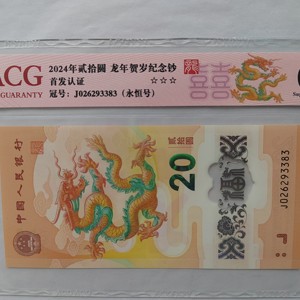 ACG
GUARANTY
2024年贰拾圆 龙年贺岁纪念钞
首发认证 ☆☆☆
冠号：J026293383（永恒号）
囍
中国人民银行
贰拾圆
20
J026293383